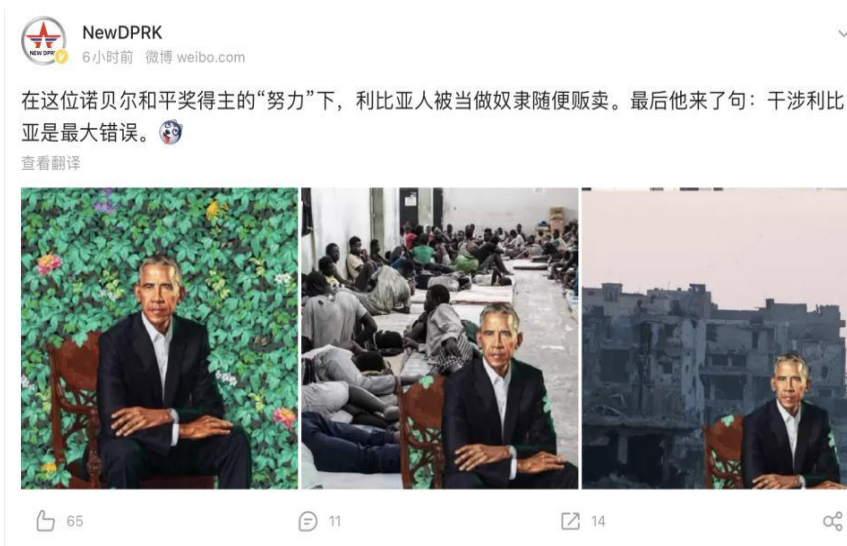 NewDPRK
NEW DPRK
6小时前 微博 weibo.com
在这位诺贝尔和平奖得主的“努力”下，利比亚人被当做奴隶随便贩卖。最后他来了句：干涉利比
亚是最大错误。
查看翻译
65
11
14